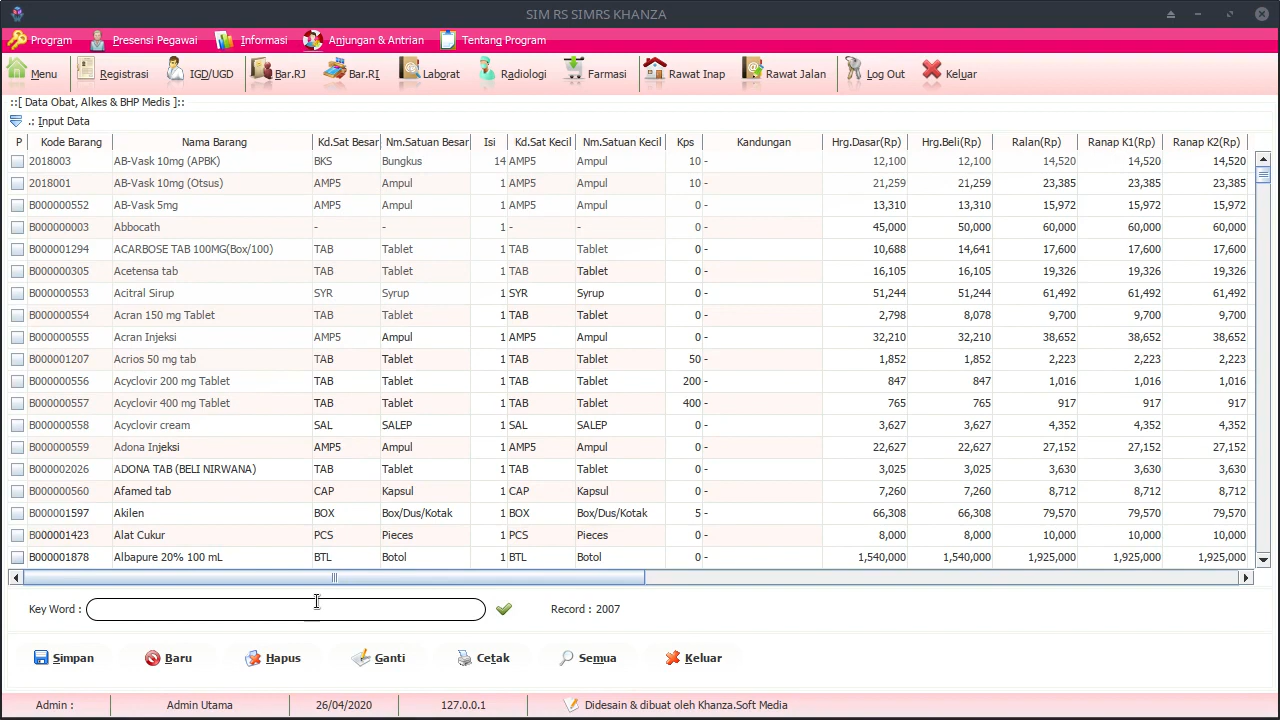 SIM RS SIMRS KHANZA
Program Presensi Pegawai Informasi Anjungan & Antrian Tentang Program
Menu Registrasi IGD/UGD Bar.RJ Bar.RI Laborat Radiologi Farmasi Rawat Inap Rawat Jalan Log Out Keluar
::[ Data Obat, Alkes & BHP Medis ]::
.: Input Data
P Kode Barang Nama Barang Kd.Sat Besar Nm.Satuan Besar Isi Kd.Sat Kecil Nm.Satuan Kecil Kps Kandungan Hrg.Dasar(Rp) Hrg.Beli(Rp) Ralan(Rp) Ranap K1(Rp) Ranap K2(Rp)
2018003 AB-Vask 10mg (APBK) BKS Bungkus 14 AMP5 Ampul 10 - 12,100 12,100 14,520 14,520 14,520
2018001 AB-Vask 10mg (Otsus) AMP5 Ampul 1 AMP5 Ampul 10 - 21,259 21,259 23,385 23,385 23,385
B000000552 AB-Vask 5mg AMP5 Ampul 1 AMP5 Ampul 0 - 13,310 13,310 15,972 15,972 15,972
B000000003 Abbocath - - 1 - - 0 - 45,000 50,000 60,000 60,000 60,000
B000001294 ACARBOSE TAB 100MG(Box/100) TAB Tablet 1 TAB Tablet 0 - 10,688 14,641 17,600 17,600 17,600
B000000305 Acetensa tab TAB Tablet 1 TAB Tablet 0 - 16,105 16,105 19,326 19,326 19,326
B000000553 Acitral Sirup SYR Syrup 1 SYR Syrup 0 - 51,244 51,244 61,492 61,492 61,492
B000000554 Acran 150 mg Tablet TAB Tablet 1 TAB Tablet 0 - 2,798 8,078 9,700 9,700 9,700
B000000555 Acran Injeksi AMP5 Ampul 1 AMP5 Ampul 0 - 32,210 32,210 38,652 38,652 38,652
B000001207 Acrios 50 mg tab TAB Tablet 1 TAB Tablet 50 - 1,852 1,852 2,223 2,223 2,223
B000000556 Acyclovir 200 mg Tablet TAB Tablet 1 TAB Tablet 200 - 847 847 1,016 1,016 1,016
B000000557 Acyclovir 400 mg Tablet TAB Tablet 1 TAB Tablet 400 - 765 765 917 917 917
B000000558 Acyclovir cream SAL SALEP 1 SAL SALEP 0 - 3,627 3,627 4,352 4,352 4,352
B000000559 Adona Injeksi AMP5 Ampul 1 AMP5 Ampul 0 - 22,627 22,627 27,152 27,152 27,152
B000002026 ADONA TAB (BELI NIRWANA) TAB Tablet 1 TAB Tablet 0 - 3,025 3,025 3,630 3,630 3,630
B000000560 Afamed tab CAP Kapsul 1 CAP Kapsul 0 - 7,260 7,260 8,712 8,712 8,712
B000001597 Akilen BOX Box/Dus/Kotak 1 BOX Box/Dus/Kotak 5 - 66,308 66,308 79,570 79,570 79,570
B000001423 Alat Cukur PCS Pieces 1 PCS Pieces 0 - 8,000 8,000 10,000 10,000 10,000
B000001878 Albapure 20% 100 mL BTL Botol 1 BTL Botol 0 - 1,540,000 1,540,000 1,925,000 1,925,000 1,925,000
Key Word : Record : 2007
Simpan Baru Hapus Ganti Cetak Semua Keluar
Admin : Admin Utama 26/04/2020 127.0.0.1 Didesain & dibuat oleh Khanza.Soft Media